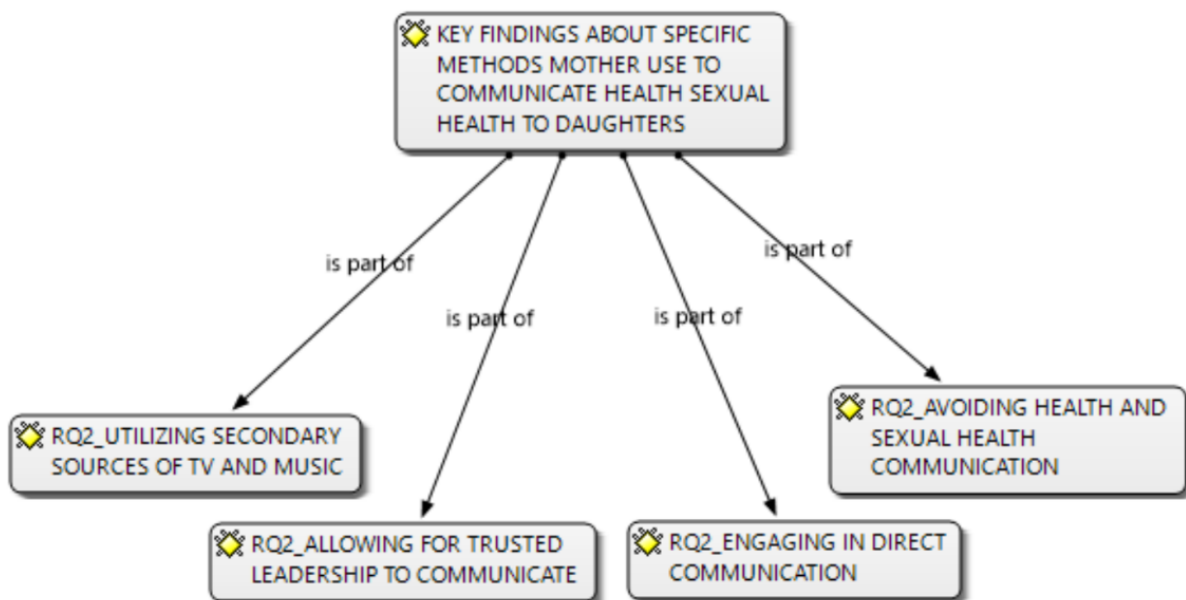 KEY FINDINGS ABOUT SPECIFIC
METHODS MOTHER USE TO
COMMUNICATE HEALTH SEXUAL
HEALTH TO DAUGHTERS
is part of
is part of
is part of
is part of
RQ2_UTILIZING SECONDARY
SOURCES OF TV AND MUSIC
RQ2_ALLOWING FOR TRUSTED
LEADERSHIP TO COMMUNICATE
RQ2_ENGAGING IN DIRECT
COMMUNICATION
RQ2_AVOIDING HEALTH AND
SEXUAL HEALTH
COMMUNICATION